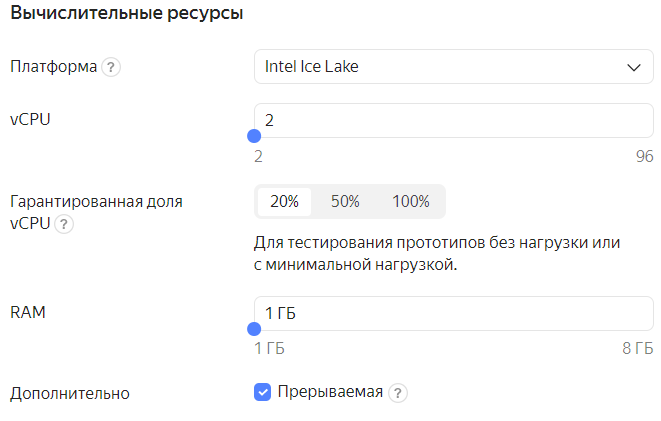 Вычислительные ресурсы
Платформа ?
Intel Ice Lake
vCPU
2
2 96
Гарантированная доля
vCPU ?
20% 50% 100%
Для тестирования прототипов без нагрузки или
с минимальной нагрузкой.
RAM
1 ГБ
1 ГБ 8 ГБ
Дополнительно
Прерываемая ?